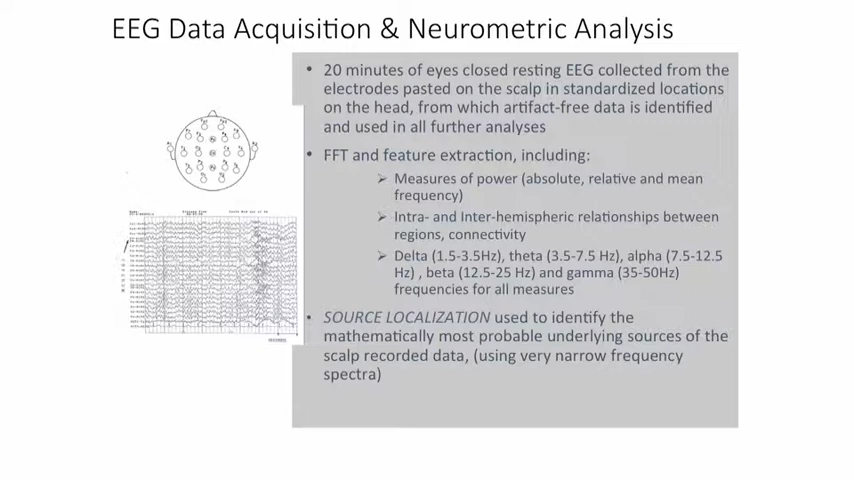 EEG Data Acquisition & Neurometric Analysis
• 20 minutes of eyes closed resting EEG collected from the
electrodes pasted on the scalp in standardized locations
on the head, from which artifact-free data is identified
and used in all further analyses
• FFT and feature extraction, including:
➢ Measures of power (absolute, relative and mean
frequency)
➢ Intra- and Inter-hemispheric relationships between
regions, connectivity
➢ Delta (1.5-3.5Hz), theta (3.5-7.5 Hz), alpha (7.5-12.5
Hz) , beta (12.5-25 Hz) and gamma (35-50Hz)
frequencies for all measures
• SOURCE LOCALIZATION used to identify the
mathematically most probable underlying sources of the
scalp recorded data, (using very narrow frequency
spectra)